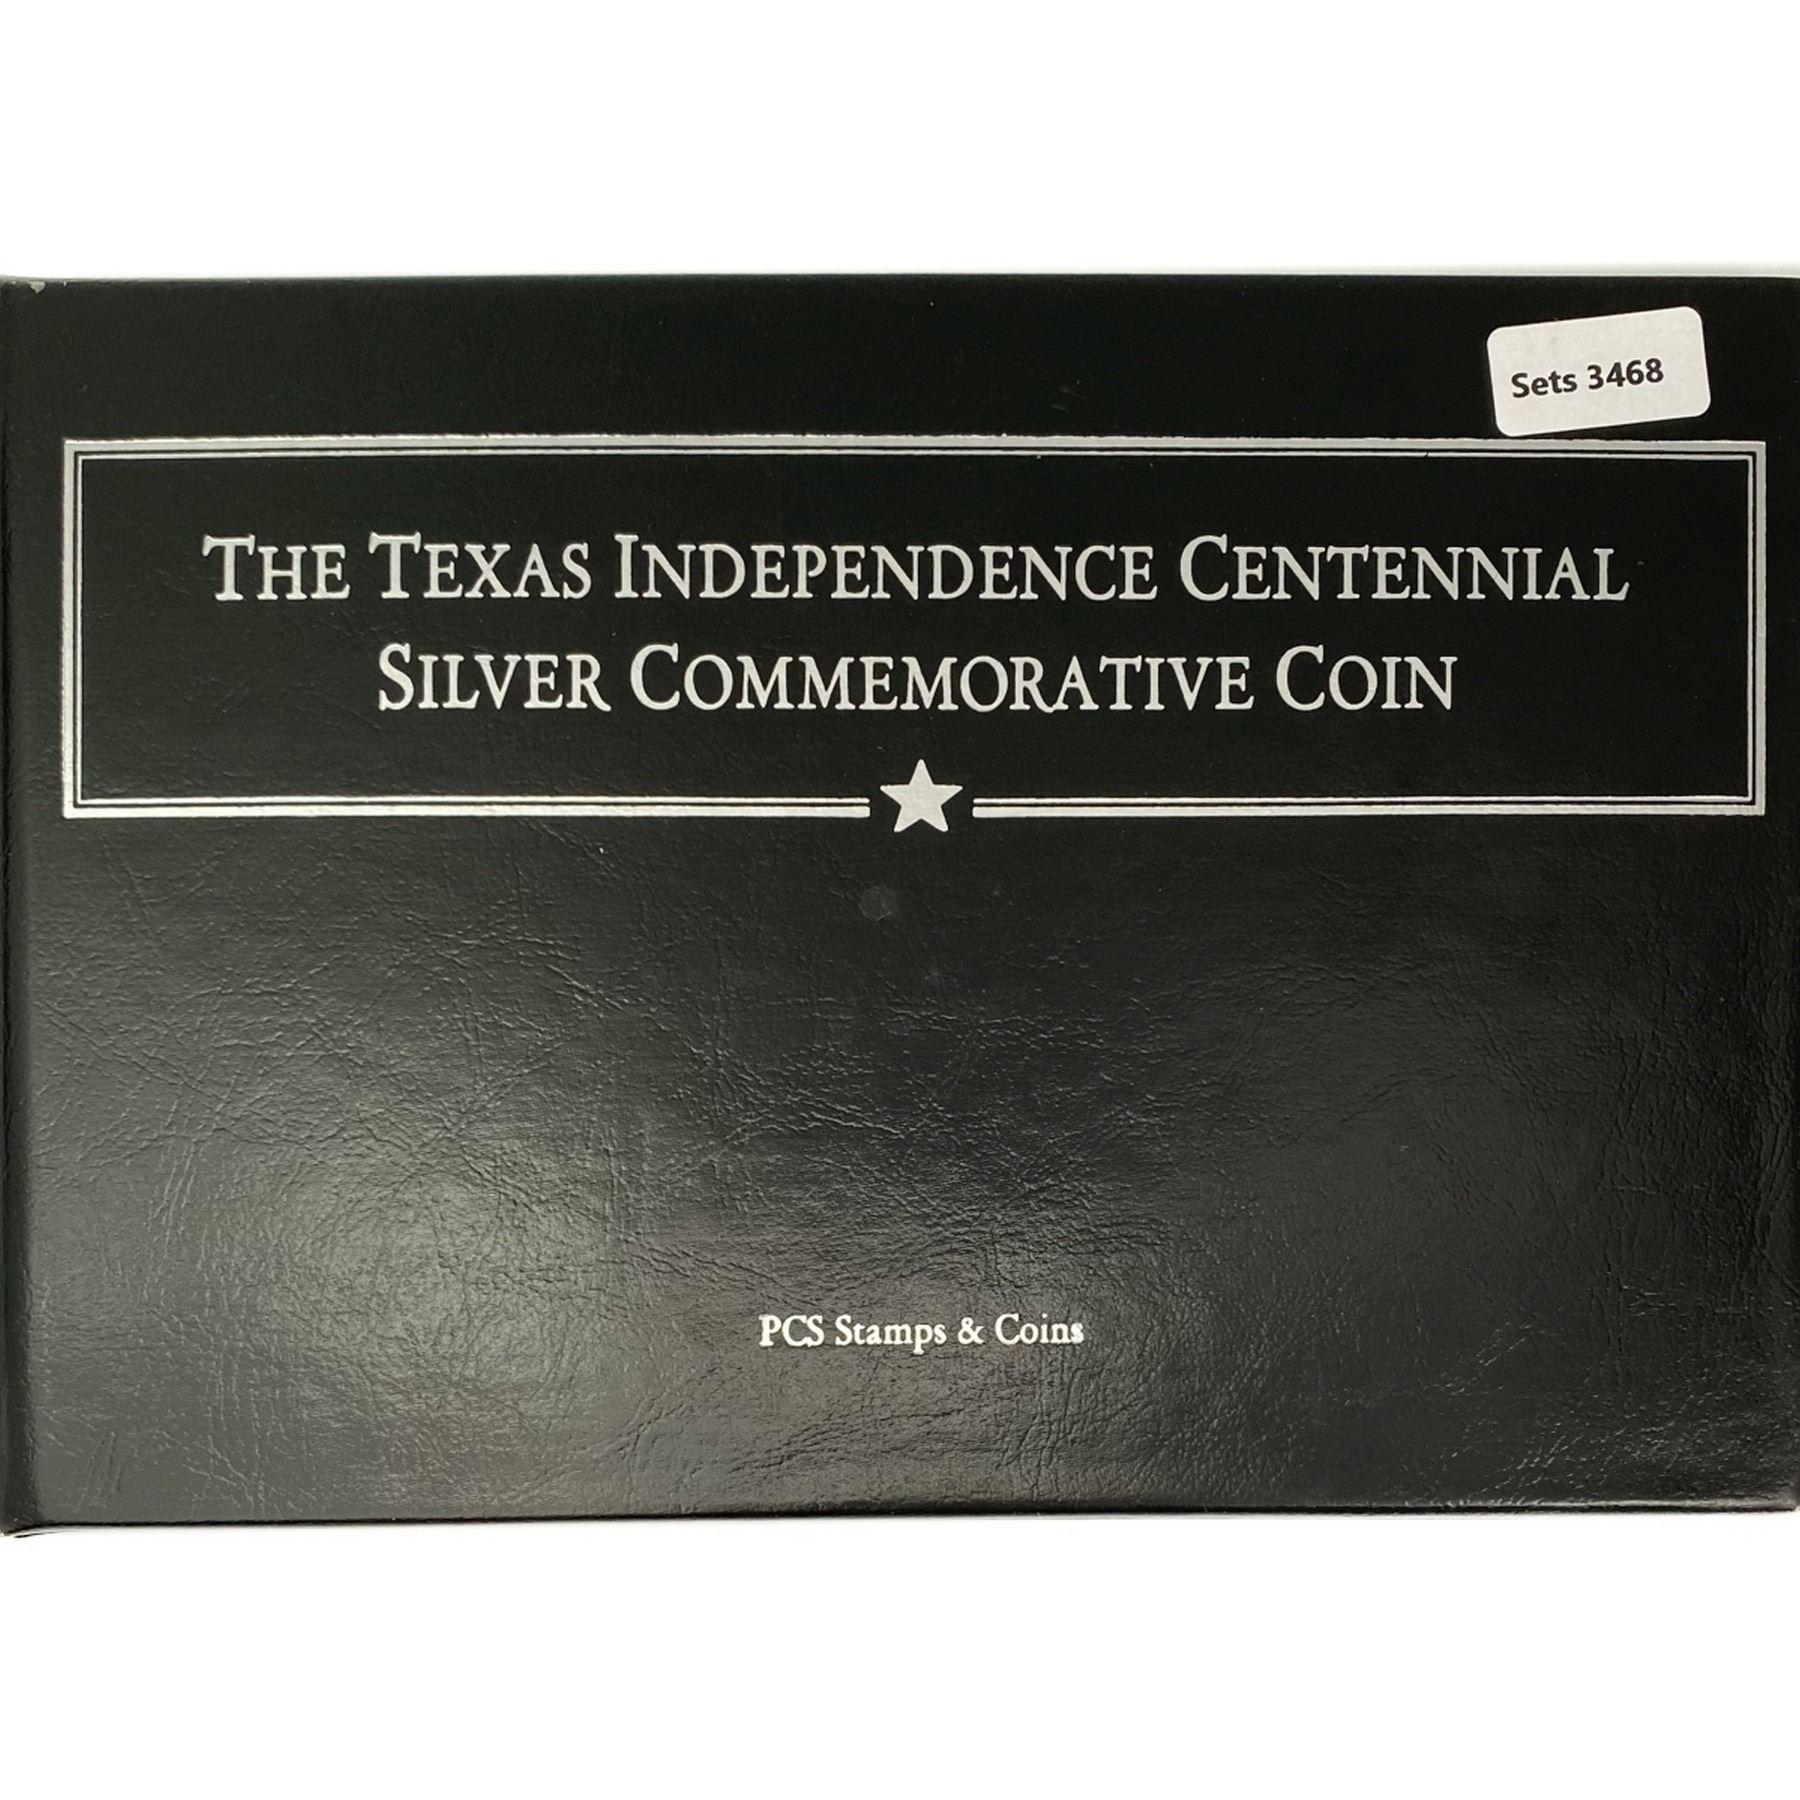 Sets 3468
The Texas Independence Centennial
Silver Commemorative Coin
PCS Stamps & Coins